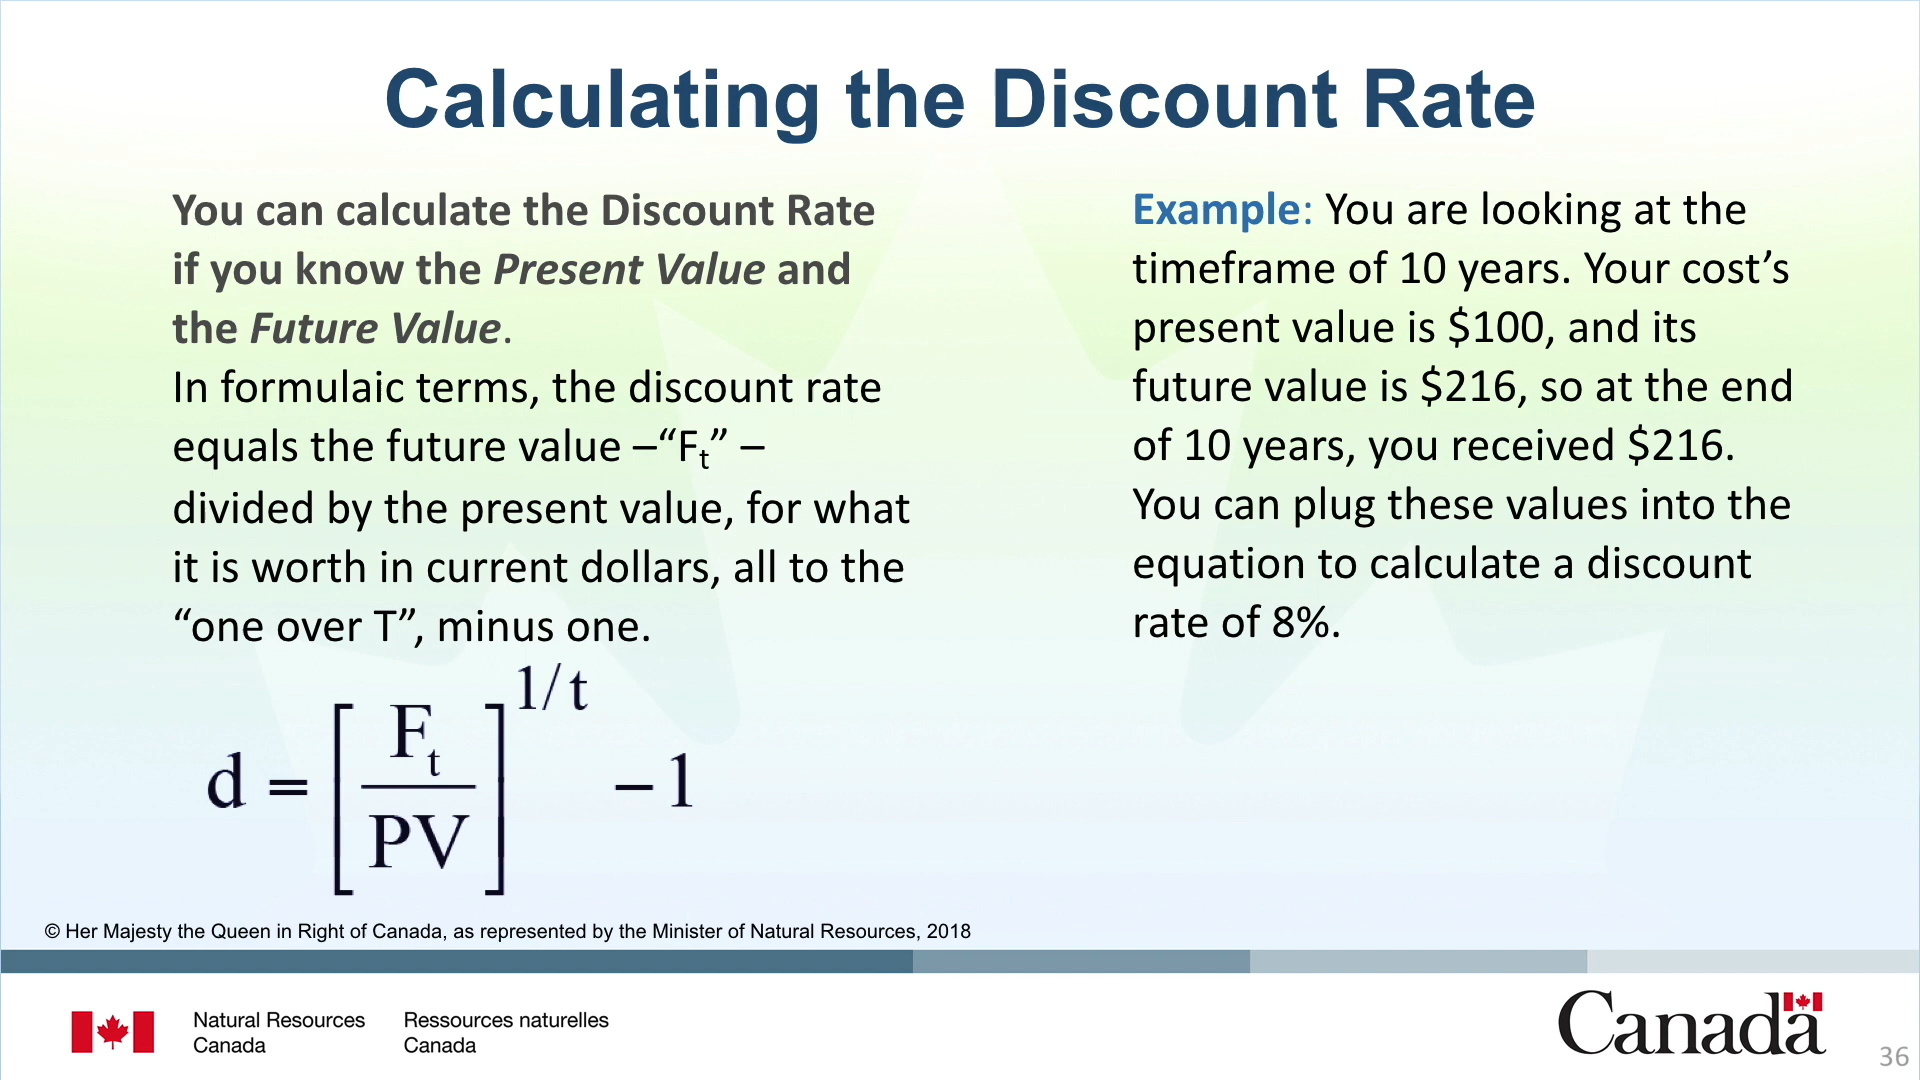 Calculating the Discount Rate
You can calculate the Discount Rate
if you know the Present Value and
the Future Value.
In formulaic terms, the discount rate
equals the future value –“Ft” –
divided by the present value, for what
it is worth in current dollars, all to the
“one over T”, minus one.
d = [Ft/PV]^1/t – 1
Example: You are looking at the
timeframe of 10 years. Your cost’s
present value is $100, and its
future value is $216, so at the end
of 10 years, you received $216.
You can plug these values into the
equation to calculate a discount
rate of 8%.
© Her Majesty the Queen in Right of Canada, as represented by the Minister of Natural Resources, 2018
Natural Resources
Canada
Ressources naturelles
Canada
Canada
36